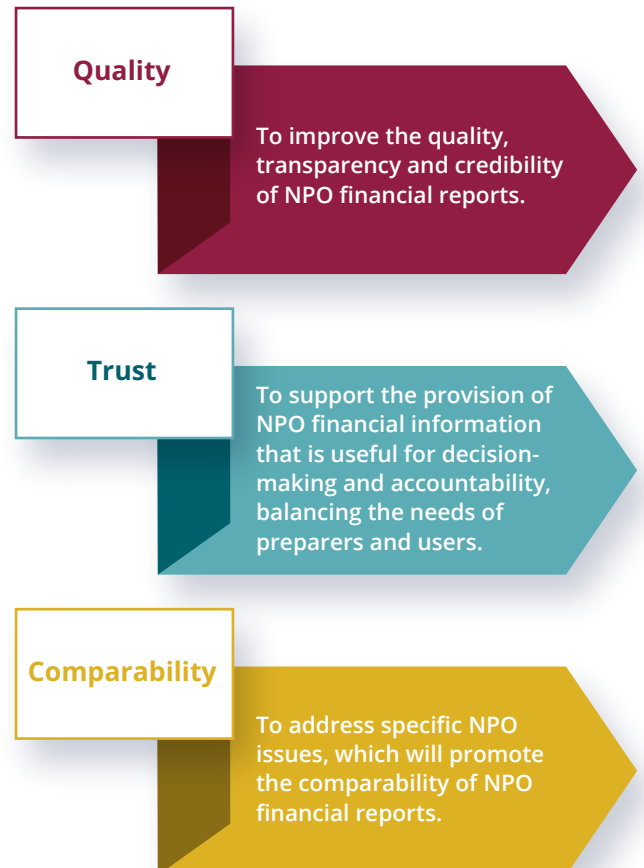 Quality
To improve the quality,
transparency and credibility
of NPO financial reports.
Trust
To support the provision of
NPO financial information
that is useful for decision-
making and accountability,
balancing the needs of
preparers and users.
Comparability
To address specific NPO
issues, which will promote
the comparability of NPO
financial reports.